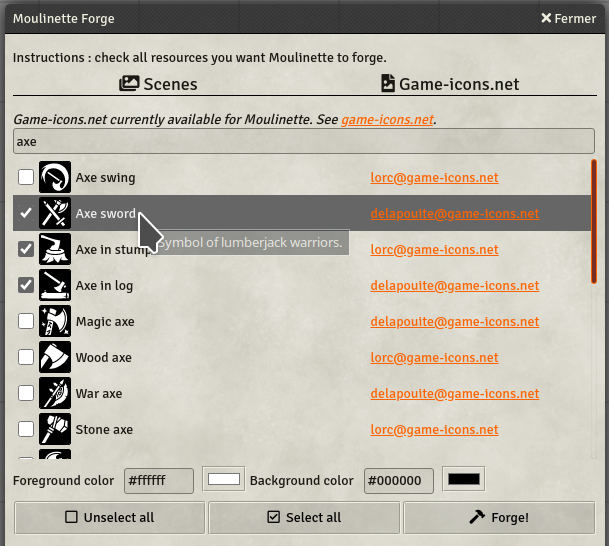 Moulinette Forge
Fermer
Instructions : check all resources you want Moulinette to forge.
Scenes
Game-icons.net
Game-icons.net currently available for Moulinette. See game-icons.net.
axe
Axe swing lorc@game-icons.net
Axe sword delapouite@game-icons.net
Symbol of lumberjack warriors.
Axe in stump lorc@game-icons.net
Axe in log delapouite@game-icons.net
Magic axe delapouite@game-icons.net
Wood axe lorc@game-icons.net
War axe delapouite@game-icons.net
Stone axe lorc@game-icons.net
Foreground color #ffffff Background color #000000
Unselect all Select all Forge!